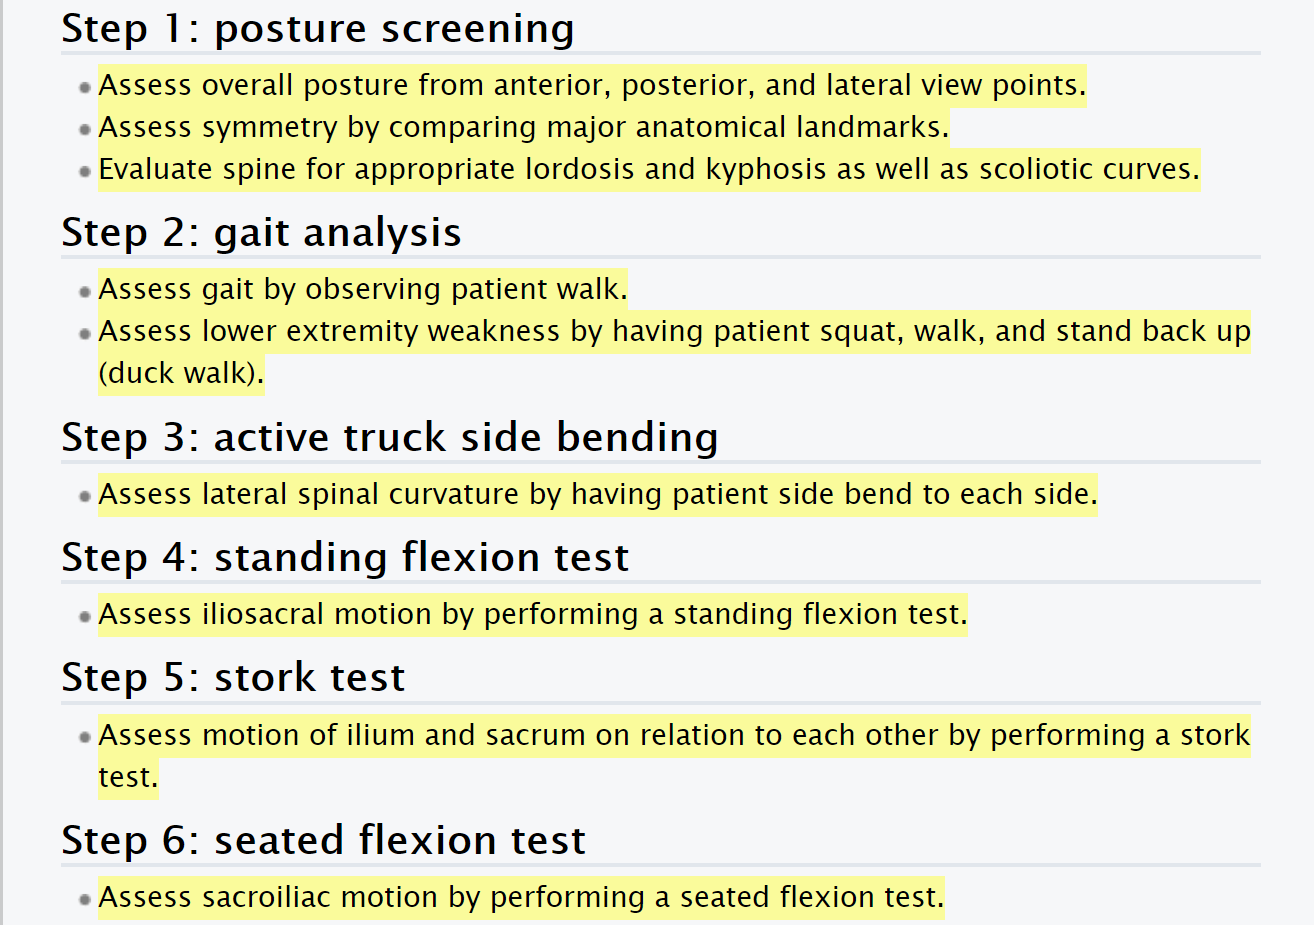 Step 1: posture screening
Assess overall posture from anterior, posterior, and lateral view points.
Assess symmetry by comparing major anatomical landmarks.
Evaluate spine for appropriate lordosis and kyphosis as well as scoliotic curves.
Step 2: gait analysis
Assess gait by observing patient walk.
Assess lower extremity weakness by having patient squat, walk, and stand back up
(duck walk).
Step 3: active truck side bending
Assess lateral spinal curvature by having patient side bend to each side.
Step 4: standing flexion test
Assess iliosacral motion by performing a standing flexion test.
Step 5: stork test
Assess motion of ilium and sacrum on relation to each other by performing a stork
test.
Step 6: seated flexion test
Assess sacroiliac motion by performing a seated flexion test.